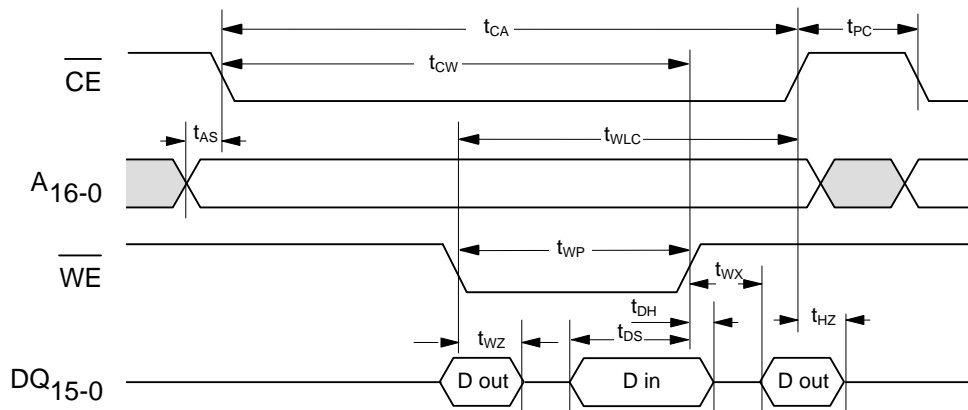 tCA
tPC
CE
tCW
tAS
tWLC
A16-0
WE
tWP
tWX
tDH
tHZ
tWZ
tDS
DQ15-0
D out
D in
D out